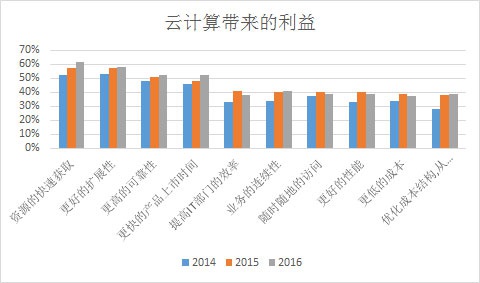 云计算带来的利益
70%
60%
50%
40%
30%
20%
10%
0%
资源的快速获取
更好的扩展性
更高的可靠性
更快的产品上市时间
提高IT部门的效率
业务的连续性
随时随地的访问
更好的性能
更低的成本
优化成本结构,从...
2014 2015 2016